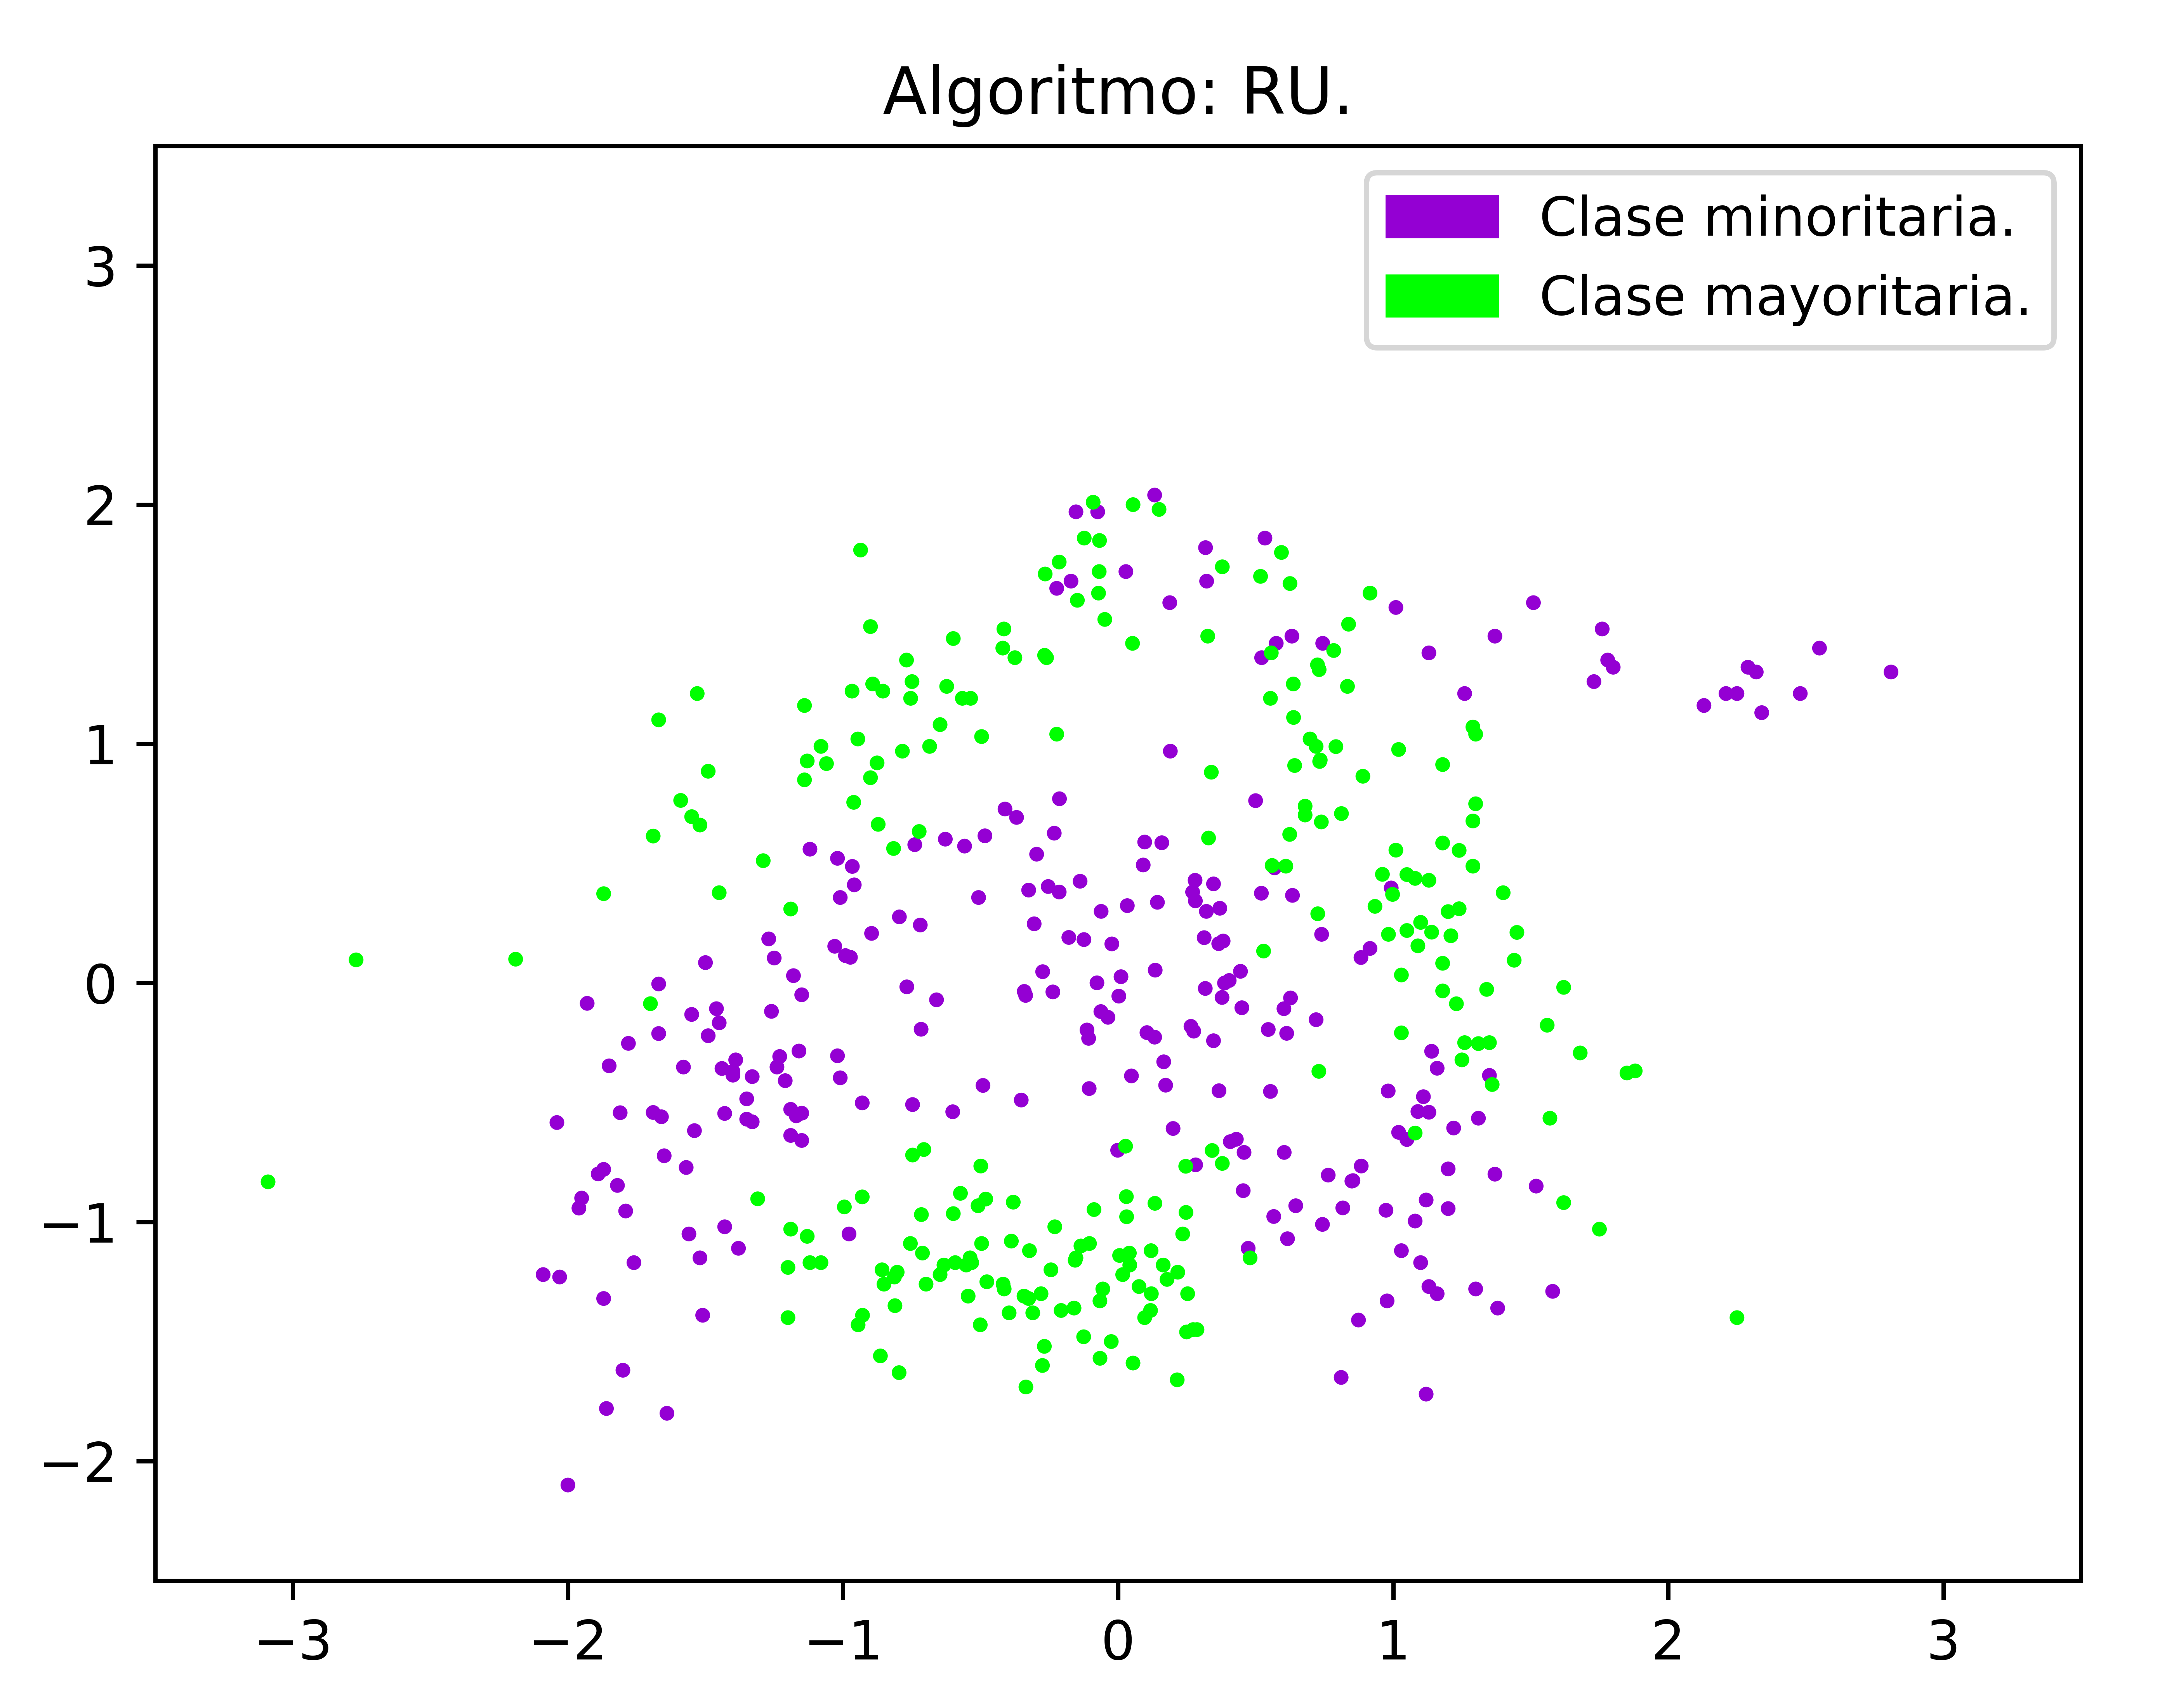 Algoritmo: RU.
Clase minoritaria.
Clase mayoritaria.
3
2
1
0
−1
−2
−3 −2 −1 0 1 2 3